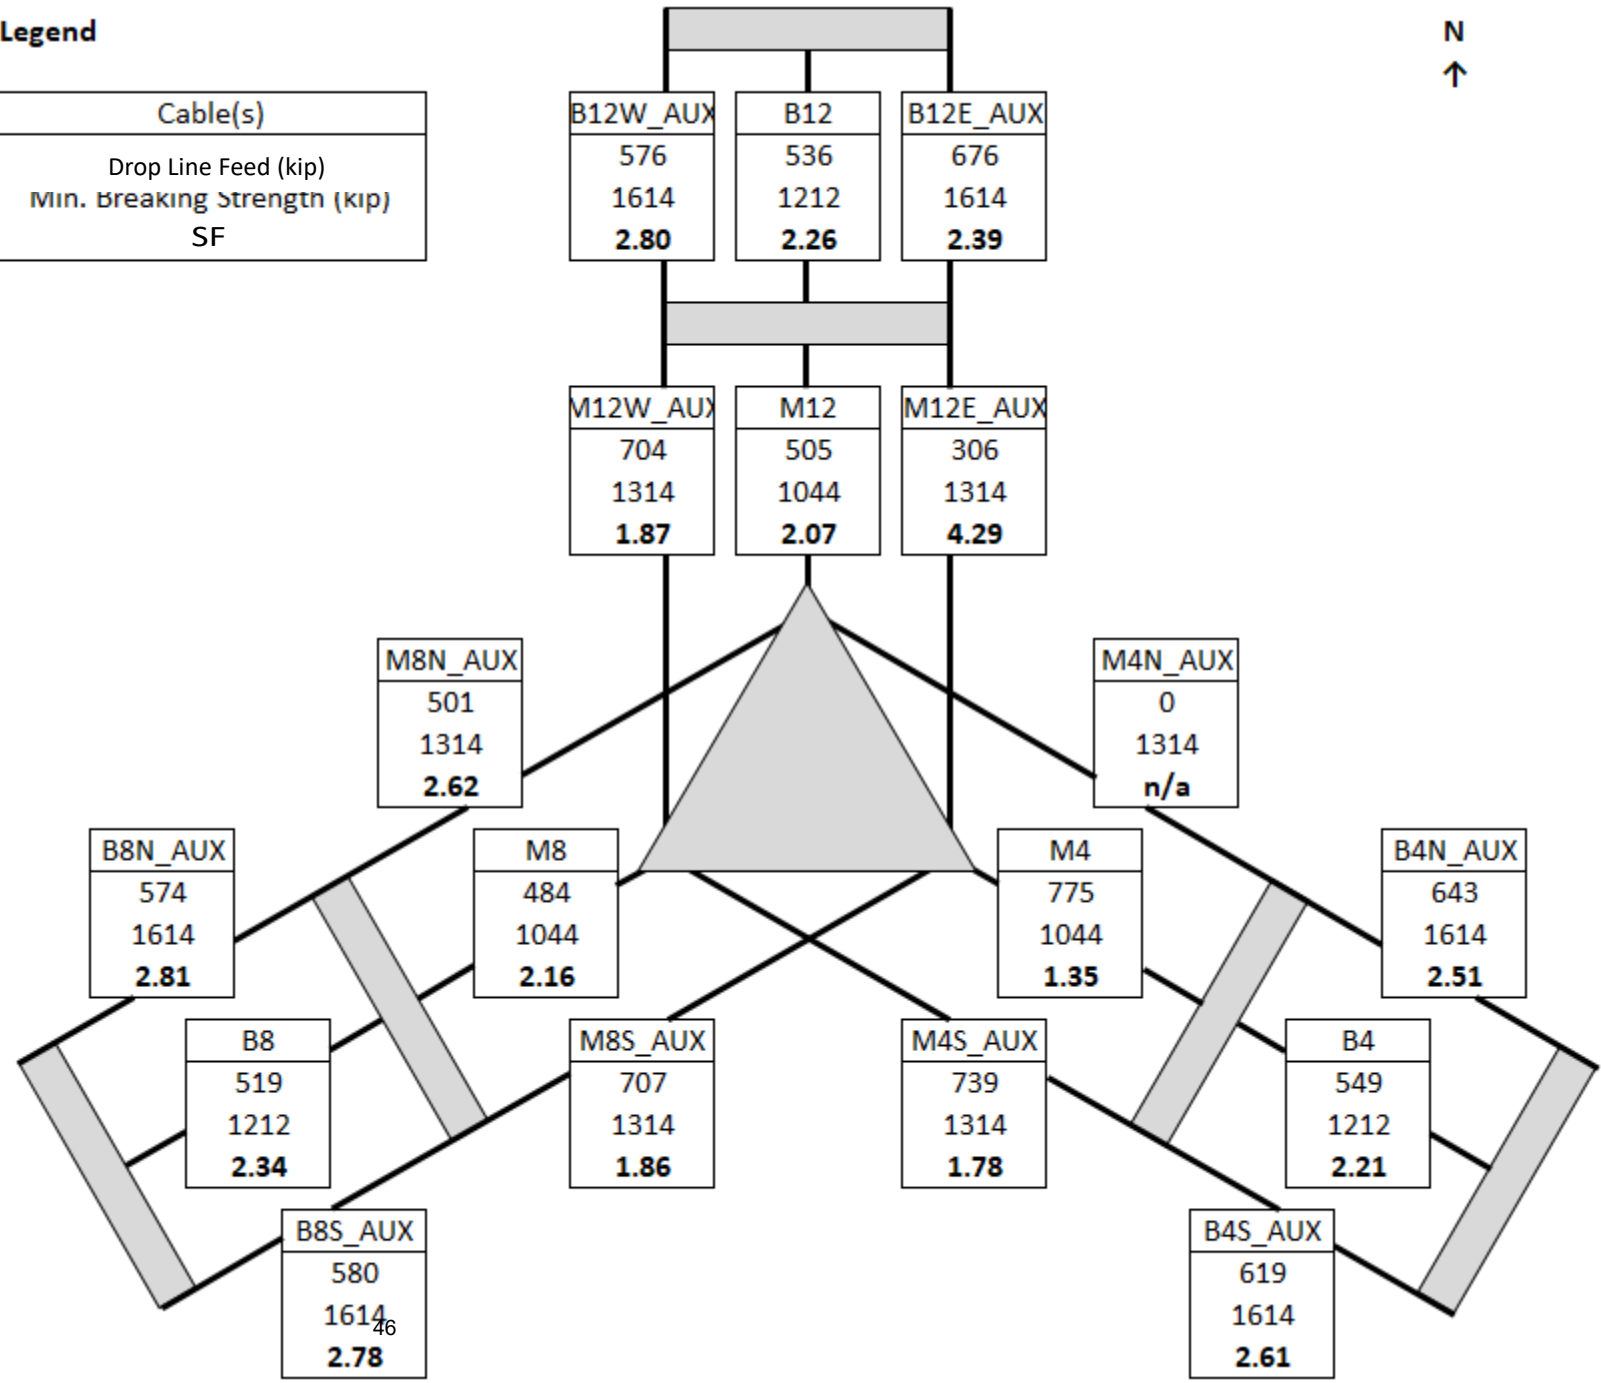 Legend
N
↑
Cable(s)
Drop Line Feed (kip)
Min. Breaking Strength (kip)
SF
B12W_AUX
576
1614
2.80
B12
536
1212
2.26
B12E_AUX
676
1614
2.39
M12W_AUX
704
1314
1.87
M12
505
1044
2.07
M12E_AUX
306
1314
4.29
M8N_AUX
501
1314
2.62
M4N_AUX
0
1314
n/a
B8N_AUX
574
1614
2.81
M8
484
1044
2.16
M4
775
1044
1.35
B4N_AUX
643
1614
2.51
B8
519
1212
2.34
M8S_AUX
707
1314
1.86
M4S_AUX
739
1314
1.78
B4
549
1212
2.21
B8S_AUX
580
1614
46
2.78
B4S_AUX
619
1614
2.61